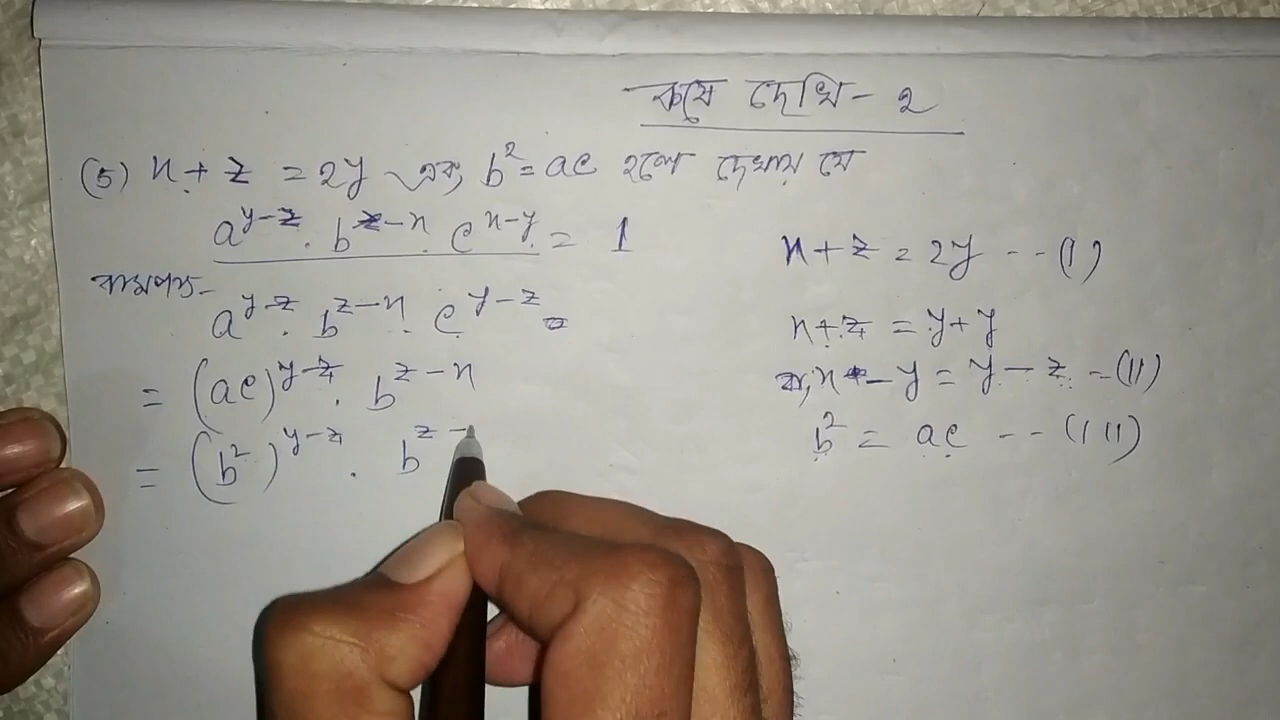 কষে দেখি - 2
(5) x + z = 2y এবং b² = ac হলে দেখাও যে
a^{y-z} . b^{z-x} . c^{x-y} = 1
বামপক্ষ-
a^{y-z} . b^{z-x} . c^{y-z} =
= (ac)^{y-z} . b^{z-x}
= (b²)^{y-z} . b^{z-
x + z = 2y -- (I)
x + z = y + y
বা, x - y = y - z - (II)
b² = ac -- (III)